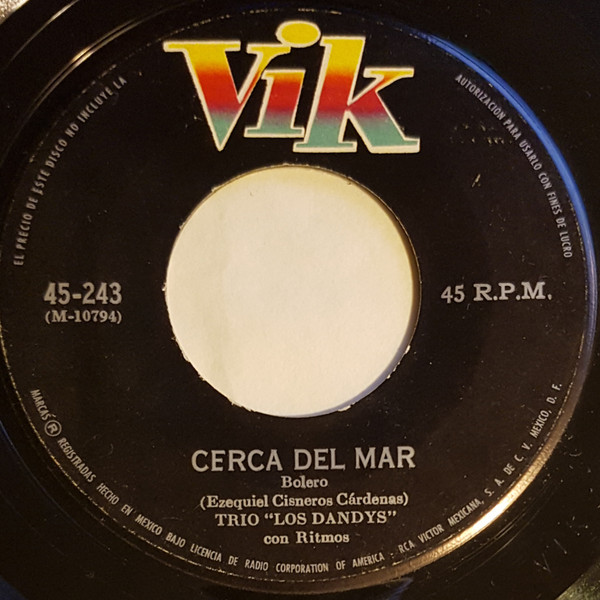 Vik
EL PRECIO DE ESTE DISCO NO INCLUYE LA
AUTORIZACION PARA USARLO CON FINES DE LUCRO
45-243
(M-10794)
45 R.P.M.
CERCA DEL MAR
Bolero
(Ezequiel Cisneros Cárdenas)
TRIO "LOS DANDYS"
con Ritmos
MARCAS ® REGISTRADAS HECHO EN MEXICO BAJO LICENCIA DE RADIO CORPORATION OF AMERICA - RCA VICTOR MEXICANA, S. A. DE C. V. MEXICO, D. F.